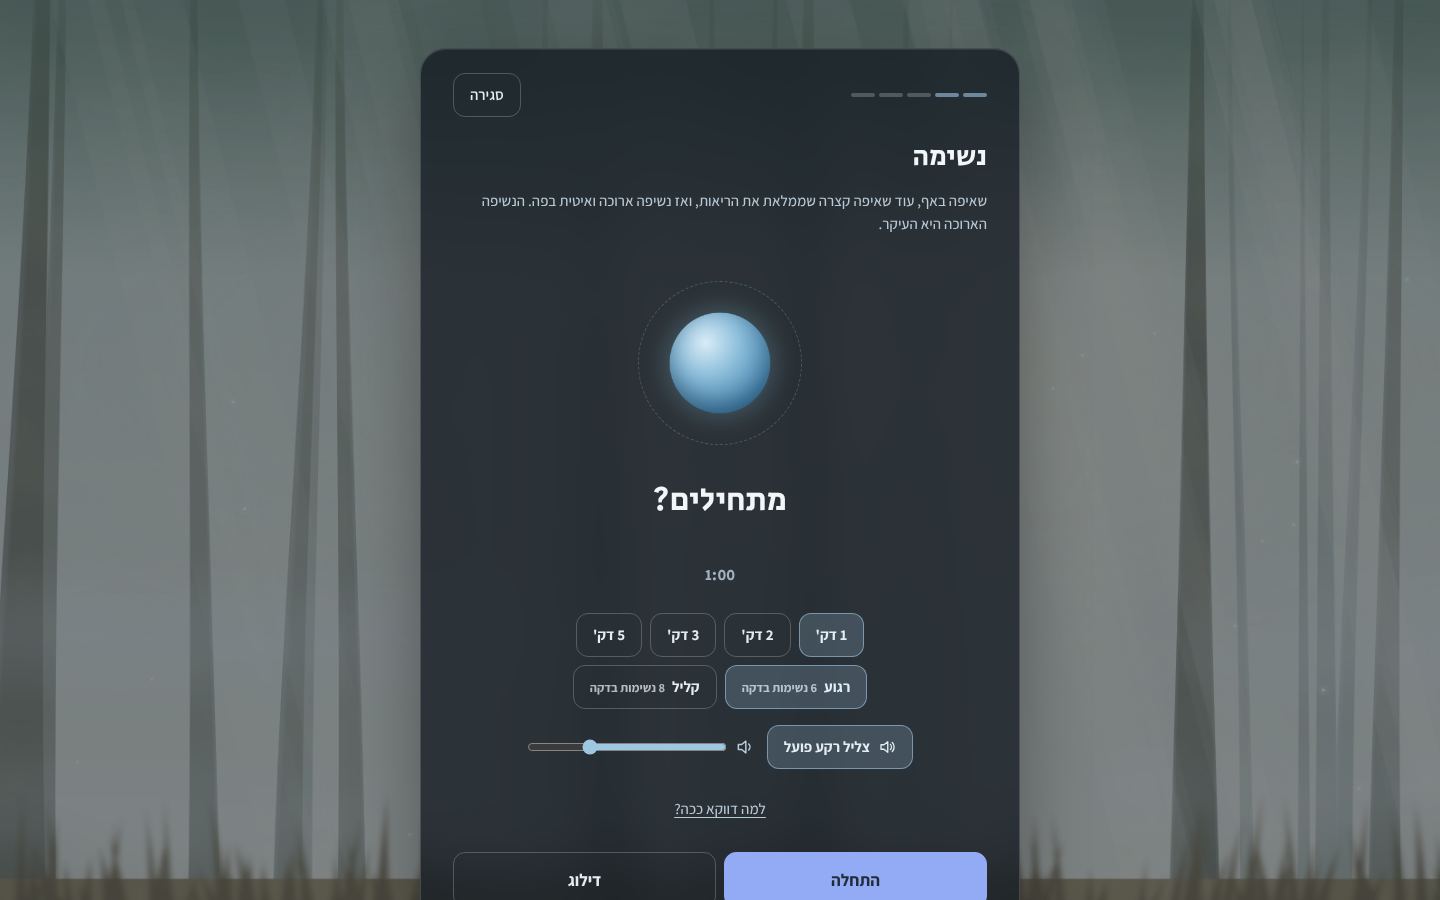 סגירה
נשימה
שאיפה באף, עוד שאיפה קצרה שממלאת את הריאות, ואז נשיפה ארוכה ואיטית בפה. הנשיפה
הארוכה היא העיקר.
מתחילים?
1:00
1 דק' 2 דק' 3 דק' 5 דק'
רגוע 6 נשימות בדקה קליל 8 נשימות בדקה
צליל רקע פועל
למה דווקא ככה?
התחלה דילוג